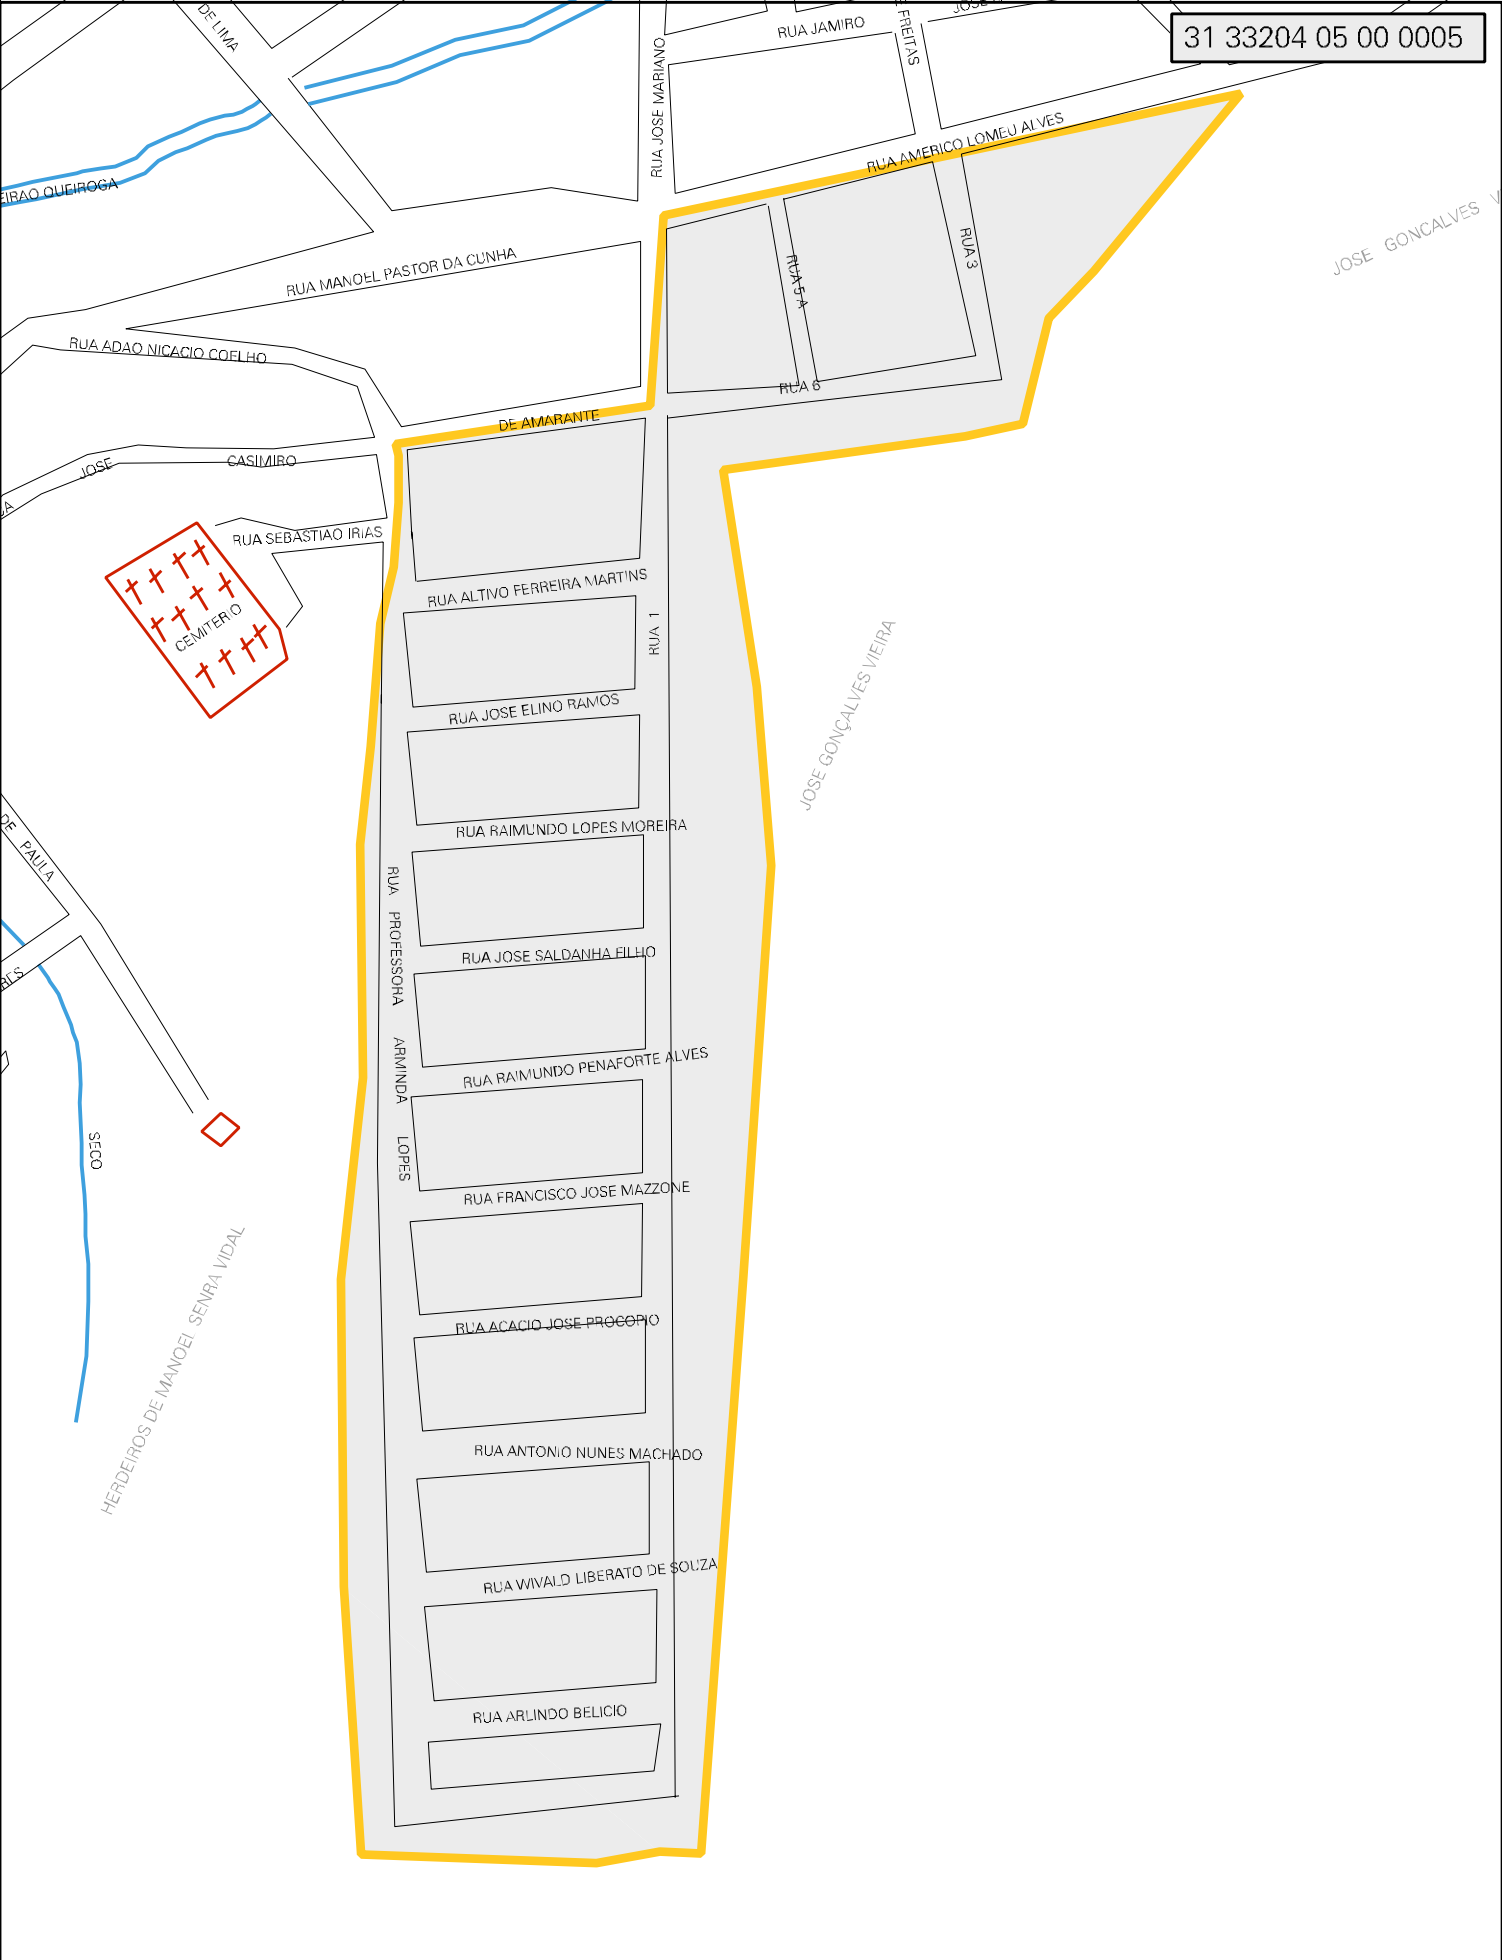 DE LIMA
RUA JOSE MARIANO
RUA JAMIRO
FREITAS
31 33204 05 00 0005
RUA AMERICO LOMEU ALVES
EIRAO QUEIROGA
RUA MANOEL PASTOR DA CUNHA
RUA 5 A
RUA 3
JOSE GONCALVES V
RUA ADAO NICACIO COELHO
RUA 6
DE AMARANTE
JOSE CASIMIRO
RUA SEBASTIAO IRIAS
CEMITERIO
RUA ALTIVO FERREIRA MARTINS
RUA 1
RUA JOSE ELINO RAMOS
JOSE GONÇALVES VIEIRA
RUA RAIMUNDO LOPES MOREIRA
DE PAULA
RUA PROFESSORA ARMINDA LOPES
RUA JOSE SALDANHA FILHO
RUA RAIMUNDO PENAFORTE ALVES
SECO
RUA FRANCISCO JOSE MAZZONE
HERDEIROS DE MANOEL SENRA VIDAL
RUA ACACIO JOSE PROCOPIO
RUA ANTONIO NUNES MACHADO
RUA WIVALD LIBERATO DE SOUZA
RUA ARLINDO BELICIO